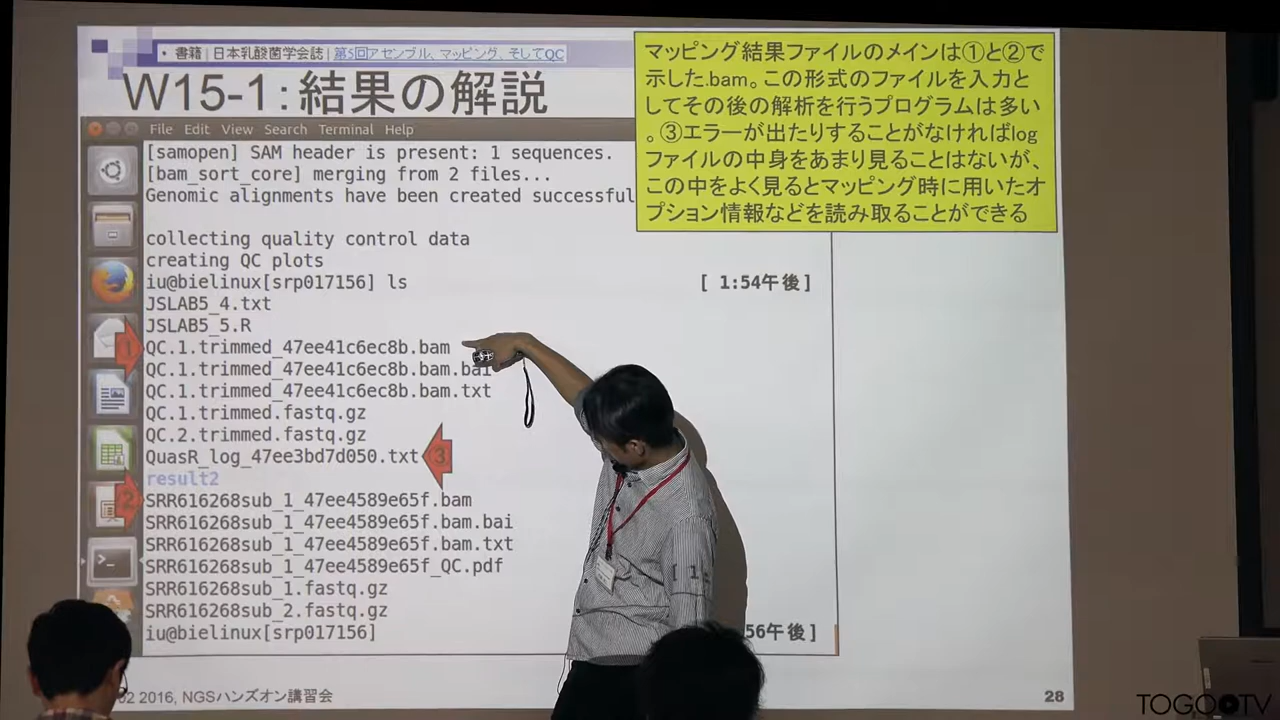 • 書籍 | 日本乳酸菌学会誌 | 第5回アセンブル、マッピング、そしてQC
W15-1:結果の解説
マッピング結果ファイルのメインは①と②で
示した.bam。この形式のファイルを入力と
してその後の解析を行うプログラムは多い
。③エラーが出たりすることがなければlog
ファイルの中身をあまり見ることはないが、
この中をよく見るとマッピング時に用いたオ
プション情報などを読み取ることができる
File Edit View Search Terminal Help
[samopen] SAM header is present: 1 sequences.
[bam_sort_core] merging from 2 files...
Genomic alignments have been created successful
collecting quality control data
creating QC plots
iu@bielinux[srp017156] ls [ 1:54午後]
JSLAB5_4.txt
JSLAB5_5.R
① QC.1.trimmed_47ee41c6ec8b.bam
QC.1.trimmed_47ee41c6ec8b.bam.bai
QC.1.trimmed_47ee41c6ec8b.bam.txt
QC.1.trimmed.fastq.gz
QC.2.trimmed.fastq.gz
QuasR_log_47ee3bd7d050.txt ③
result2
② SRR616268sub_1_47ee4589e65f.bam
SRR616268sub_1_47ee4589e65f.bam.bai
SRR616268sub_1_47ee4589e65f.bam.txt
SRR616268sub_1_47ee4589e65f_QC.pdf
SRR616268sub_1.fastq.gz
SRR616268sub_2.fastq.gz
iu@bielinux[srp017156] [ 1: 56午後]
02 2016, NGSハンズオン講習会
28
TOGOTV